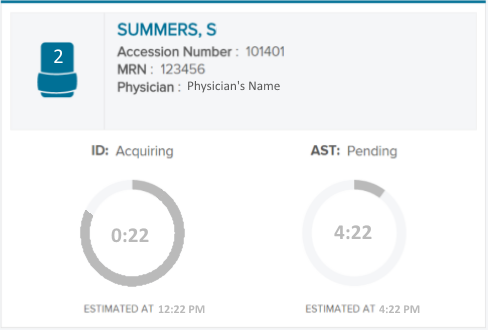 2
SUMMERS, S
Accession Number : 101401
MRN : 123456
Physician : Physician's Name
ID: Acquiring
AST: Pending
0:22
4:22
ESTIMATED AT 12:22 PM
ESTIMATED AT 4:22 PM